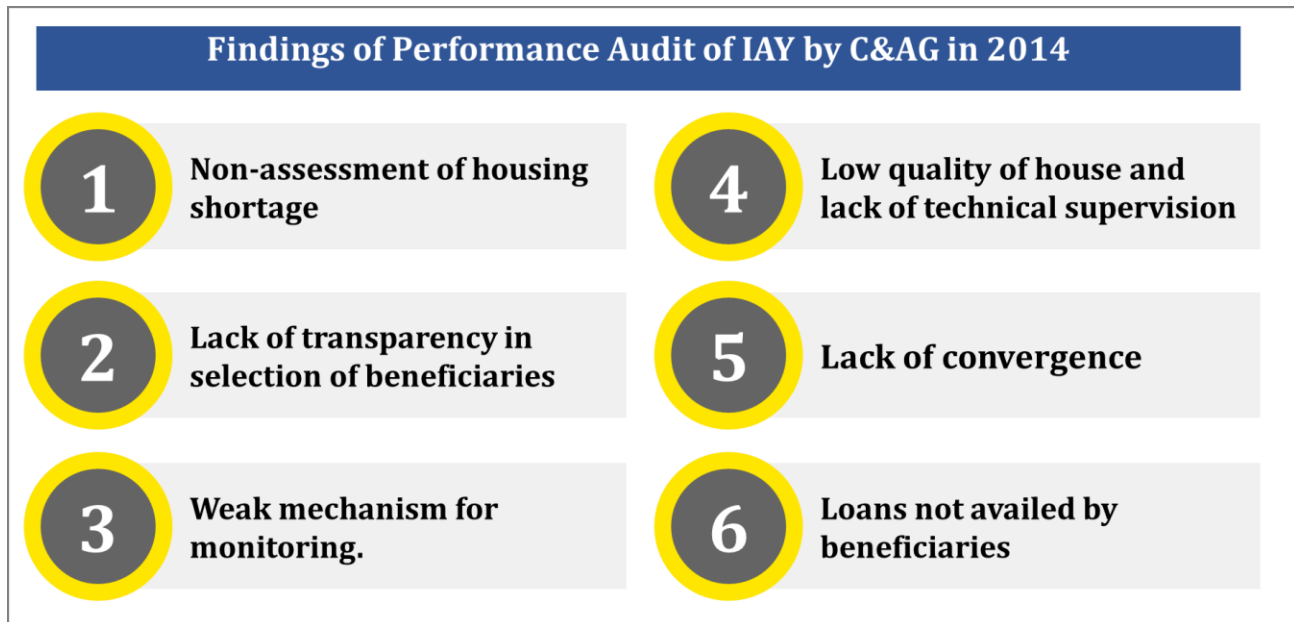 Findings of Performance Audit of IAY by C&AG in 2014
1
Non-assessment of housing
shortage
2
Lack of transparency in
selection of beneficiaries
3
Weak mechanism for
monitoring.
4
Low quality of house and
lack of technical supervision
5
Lack of convergence
6
Loans not availed by
beneficiaries